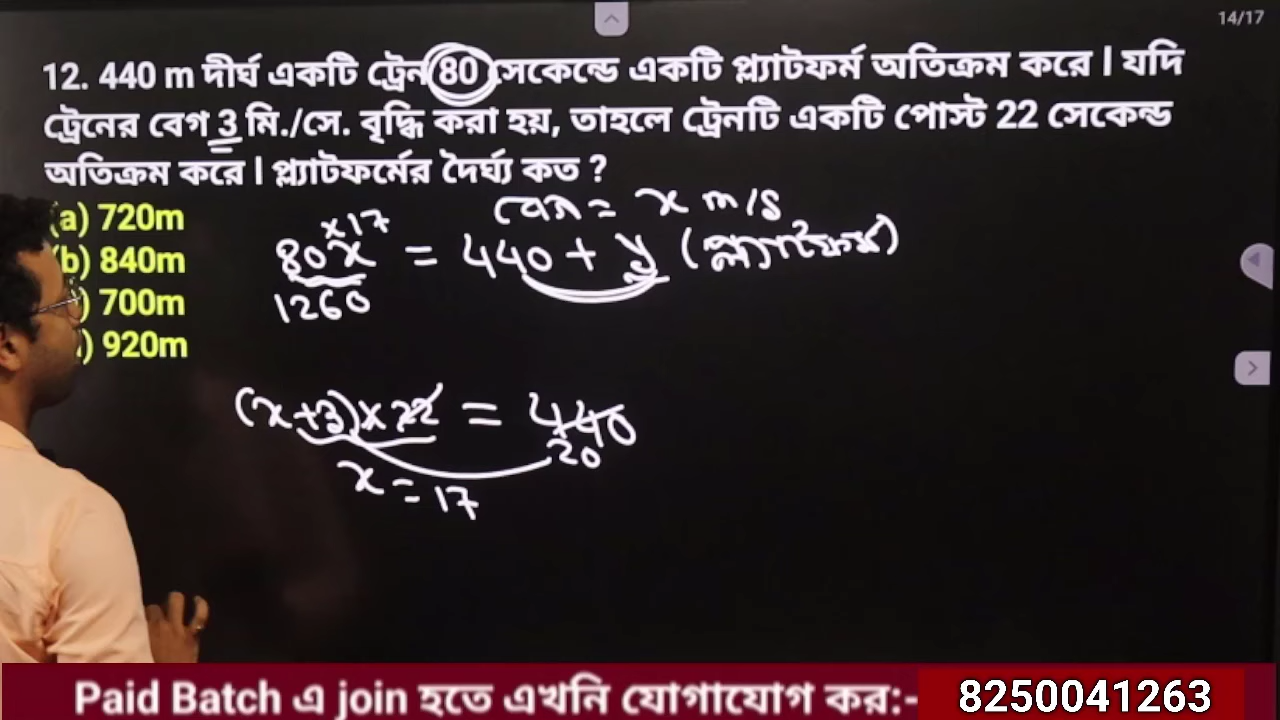 14/17
12. 440 m দীর্ঘ একটি ট্রেন 80 সেকেন্ডে একটি প্ল্যাটফর্ম অতিক্রম করে। যদি
ট্রেনের বেগ 3 মি./সে. বৃদ্ধি করা হয়, তাহলে ট্রেনটি একটি পোস্ট 22 সেকেন্ড
অতিক্রম করে। প্ল্যাটফর্মের দৈর্ঘ্য কত ?
(a) 720m
(b) 840m
) 700m
) 920m
বেগ = x m/s
x17
80x = 440 + y (প্ল্যাটফর্ম)
1260
(x+3)x22 = 440
20
x = 17
Paid Batch এ join হতে এখনি যোগাযোগ কর:- 8250041263